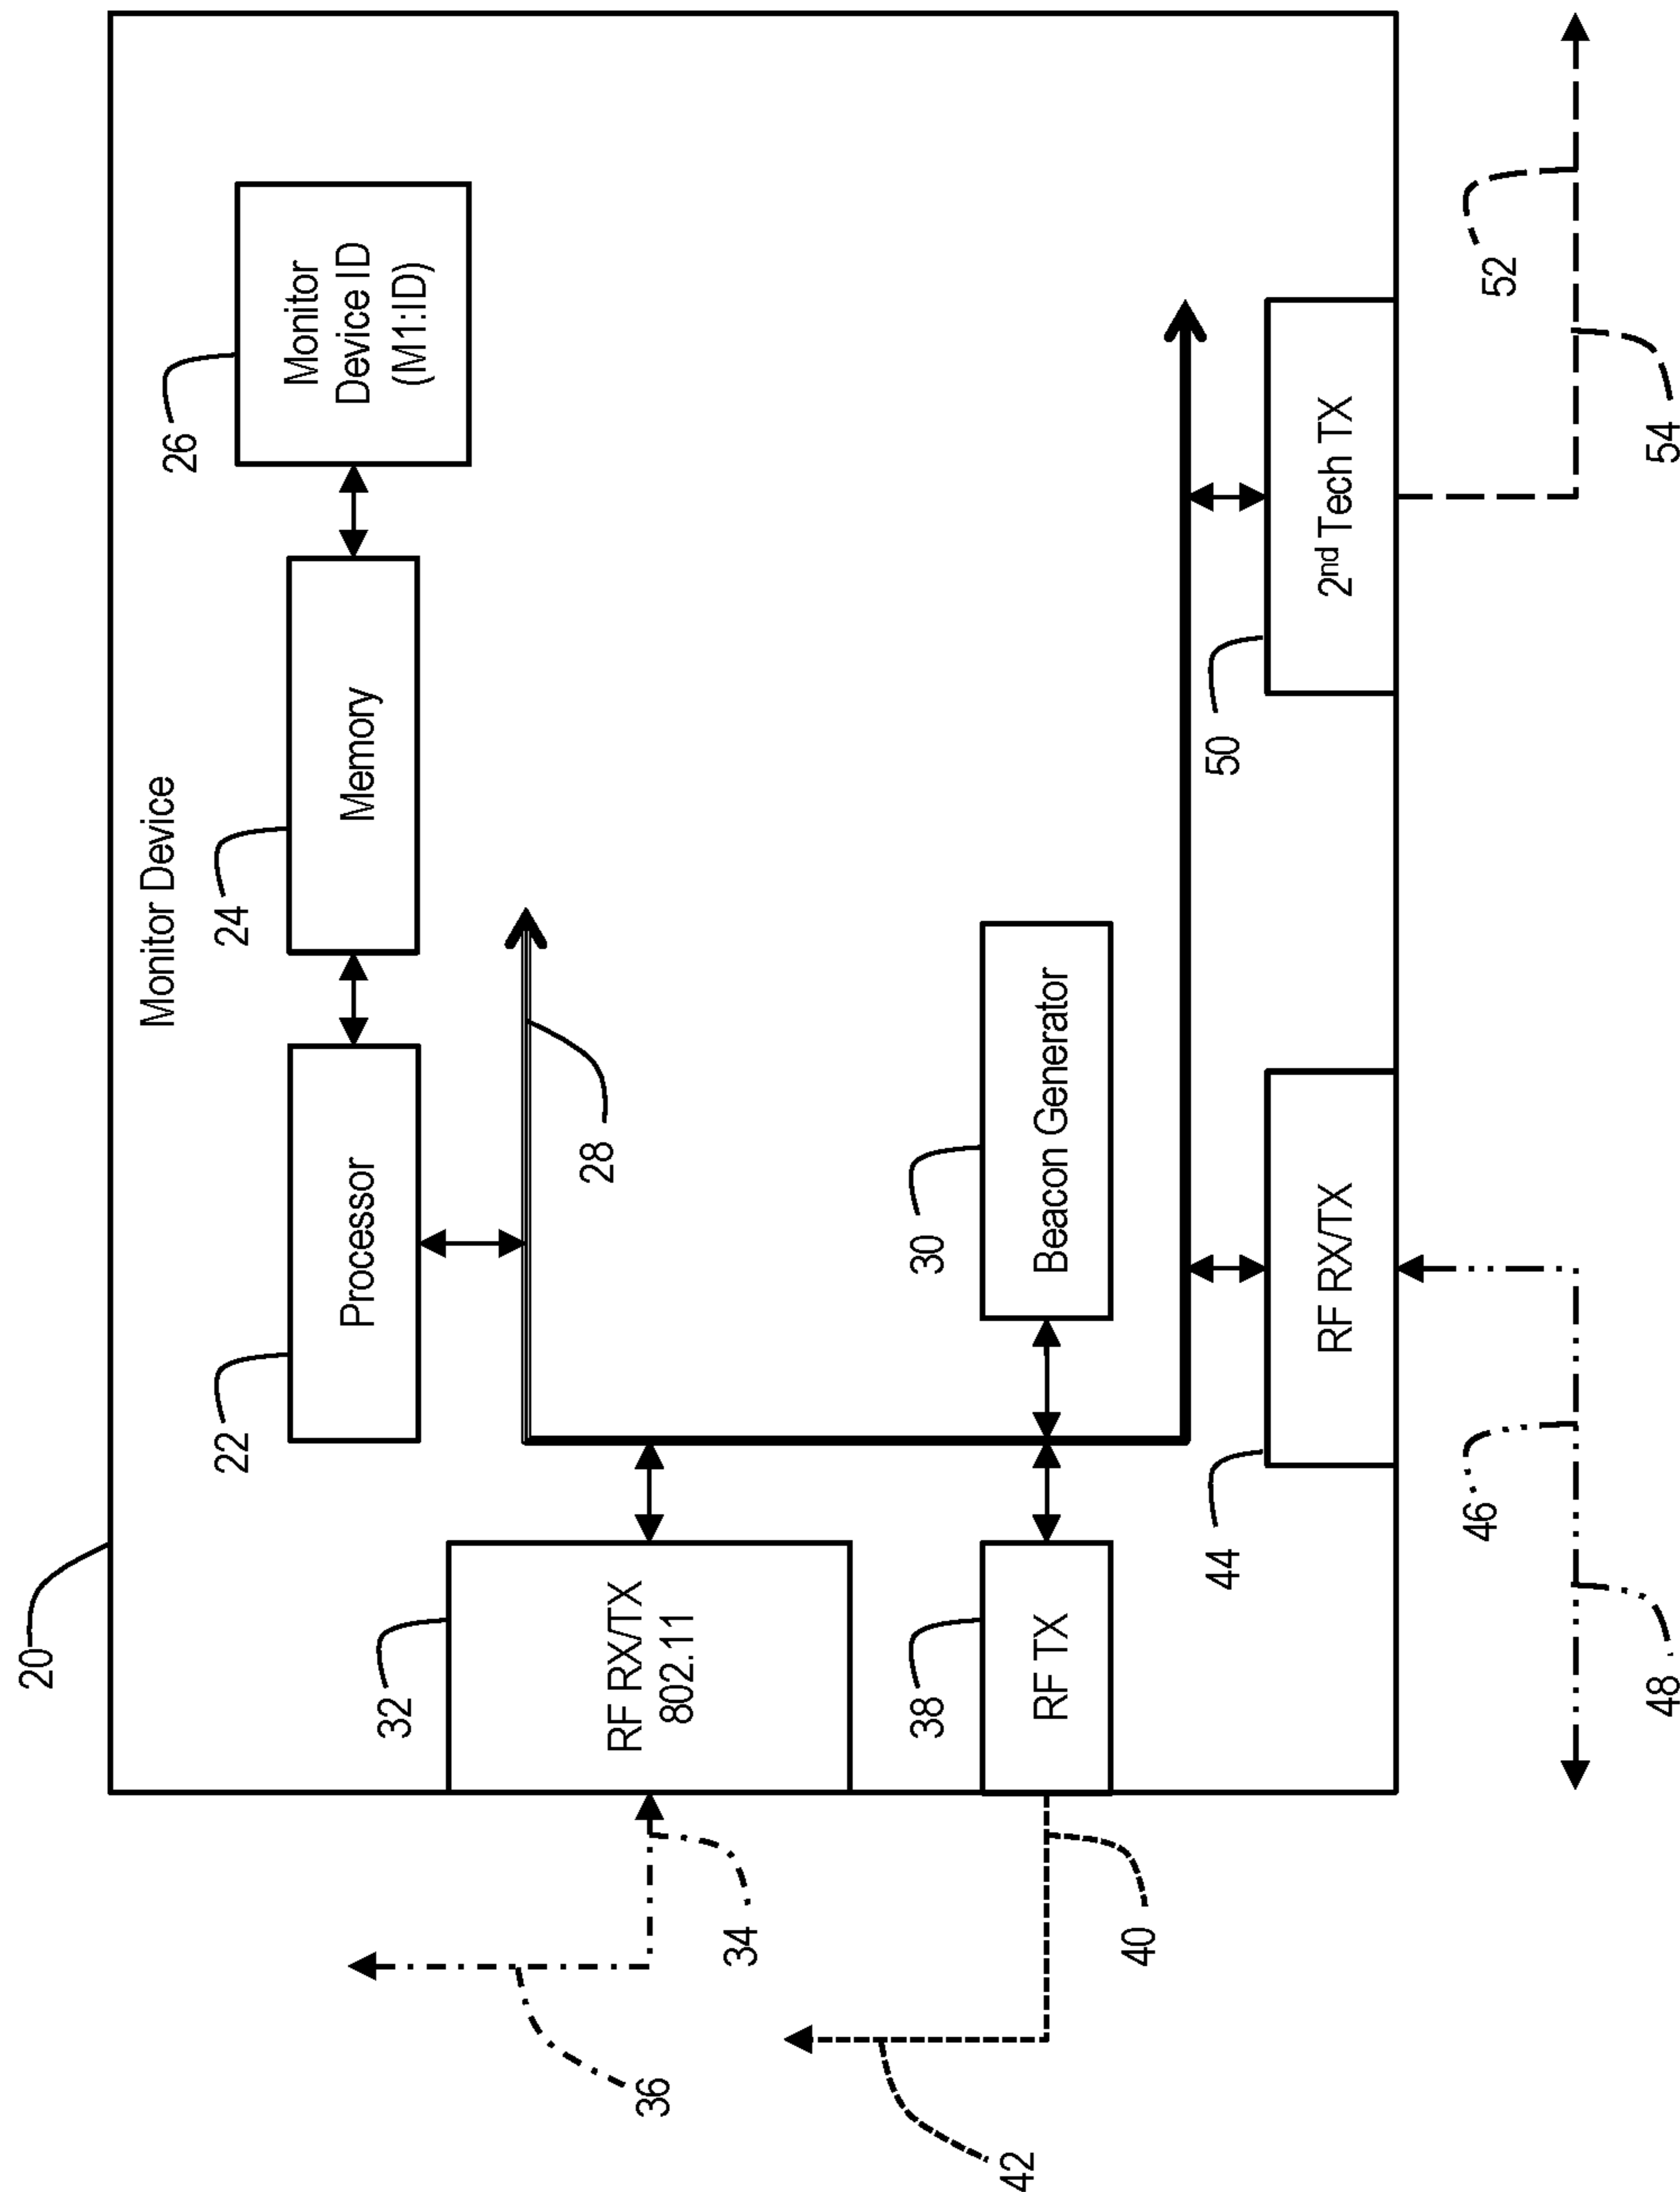 20
Monitor Device
22
Processor
24
Memory
26
Monitor
Device ID
(M1:ID)
28
32
RF RX/TX
802.11
34
36
30
Beacon Generator
38
RF TX
40
42
44
RF RX/TX
50
2nd Tech TX
46
48
52
54